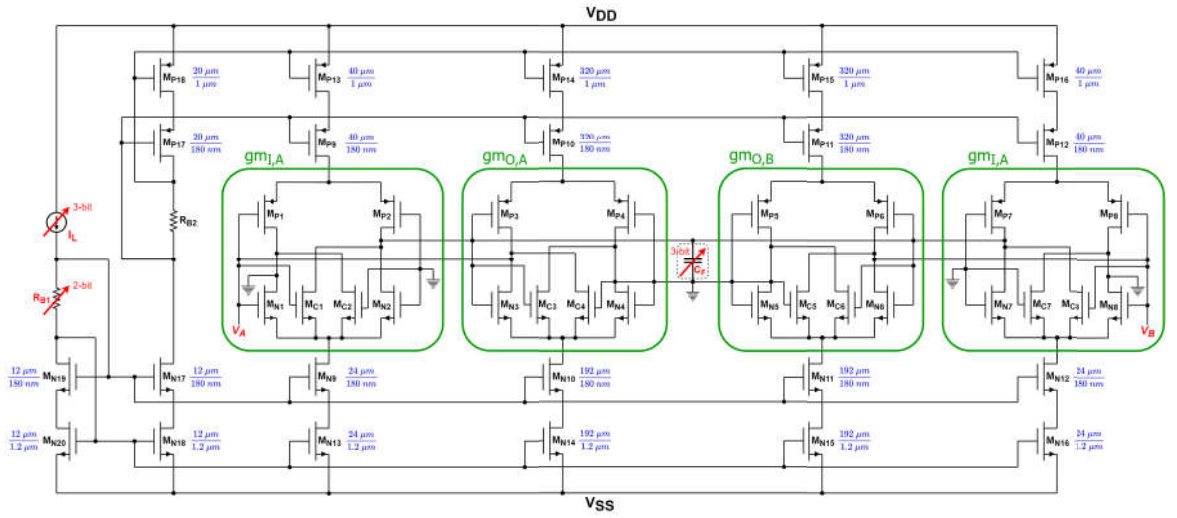 VDD
MP18 20 μm / 1 μm
MP13 40 μm / 1 μm
MP14 320 μm / 1 μm
MP15 320 μm / 1 μm
MP16 40 μm / 1 μm
MP17 20 μm / 180 nm
MP9 40 μm / 180 nm
MP10 320 μm / 180 nm
MP11 320 μm / 180 nm
MP12 40 μm / 180 nm
gmI,A
gmO,A
gmO,B
gmI,A
3-bit
IL
RB2
MP1
MP2
MP3
MP4
MP5
MP6
MP7
MP8
3-bit
CF
2-bit
RB1
MN1
MC1
MC2
MN2
MN3
MC3
MC4
MN4
MN5
MC5
MC6
MN6
MN7
MC7
MC8
MN8
VA
VB
12 μm / 180 nm MN19
MN17 12 μm / 180 nm
MN9 24 μm / 180 nm
MN10 192 μm / 180 nm
MN11 192 μm / 180 nm
MN12 24 μm / 180 nm
12 μm / 1.2 μm MN20
MN18 12 μm / 1.2 μm
MN13 24 μm / 1.2 μm
MN14 192 μm / 1.2 μm
MN15 192 μm / 1.2 μm
MN16 24 μm / 1.2 μm
VSS